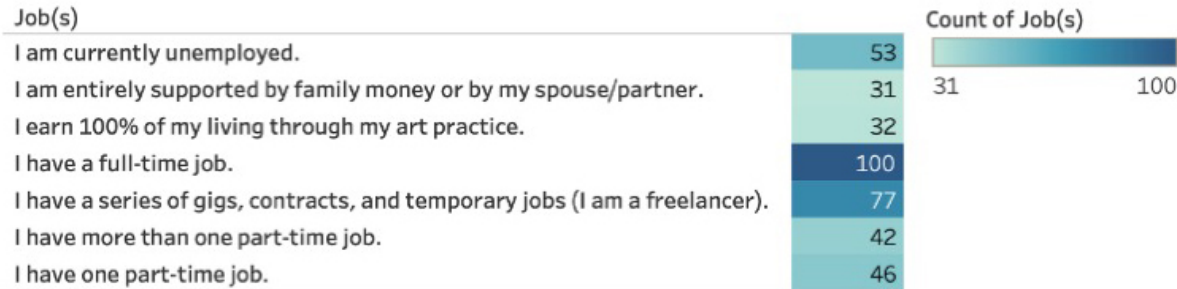 Job(s)
I am currently unemployed. 53
I am entirely supported by family money or by my spouse/partner. 31
I earn 100% of my living through my art practice. 32
I have a full-time job. 100
I have a series of gigs, contracts, and temporary jobs (I am a freelancer). 77
I have more than one part-time job. 42
I have one part-time job. 46
Count of Job(s)
31 100